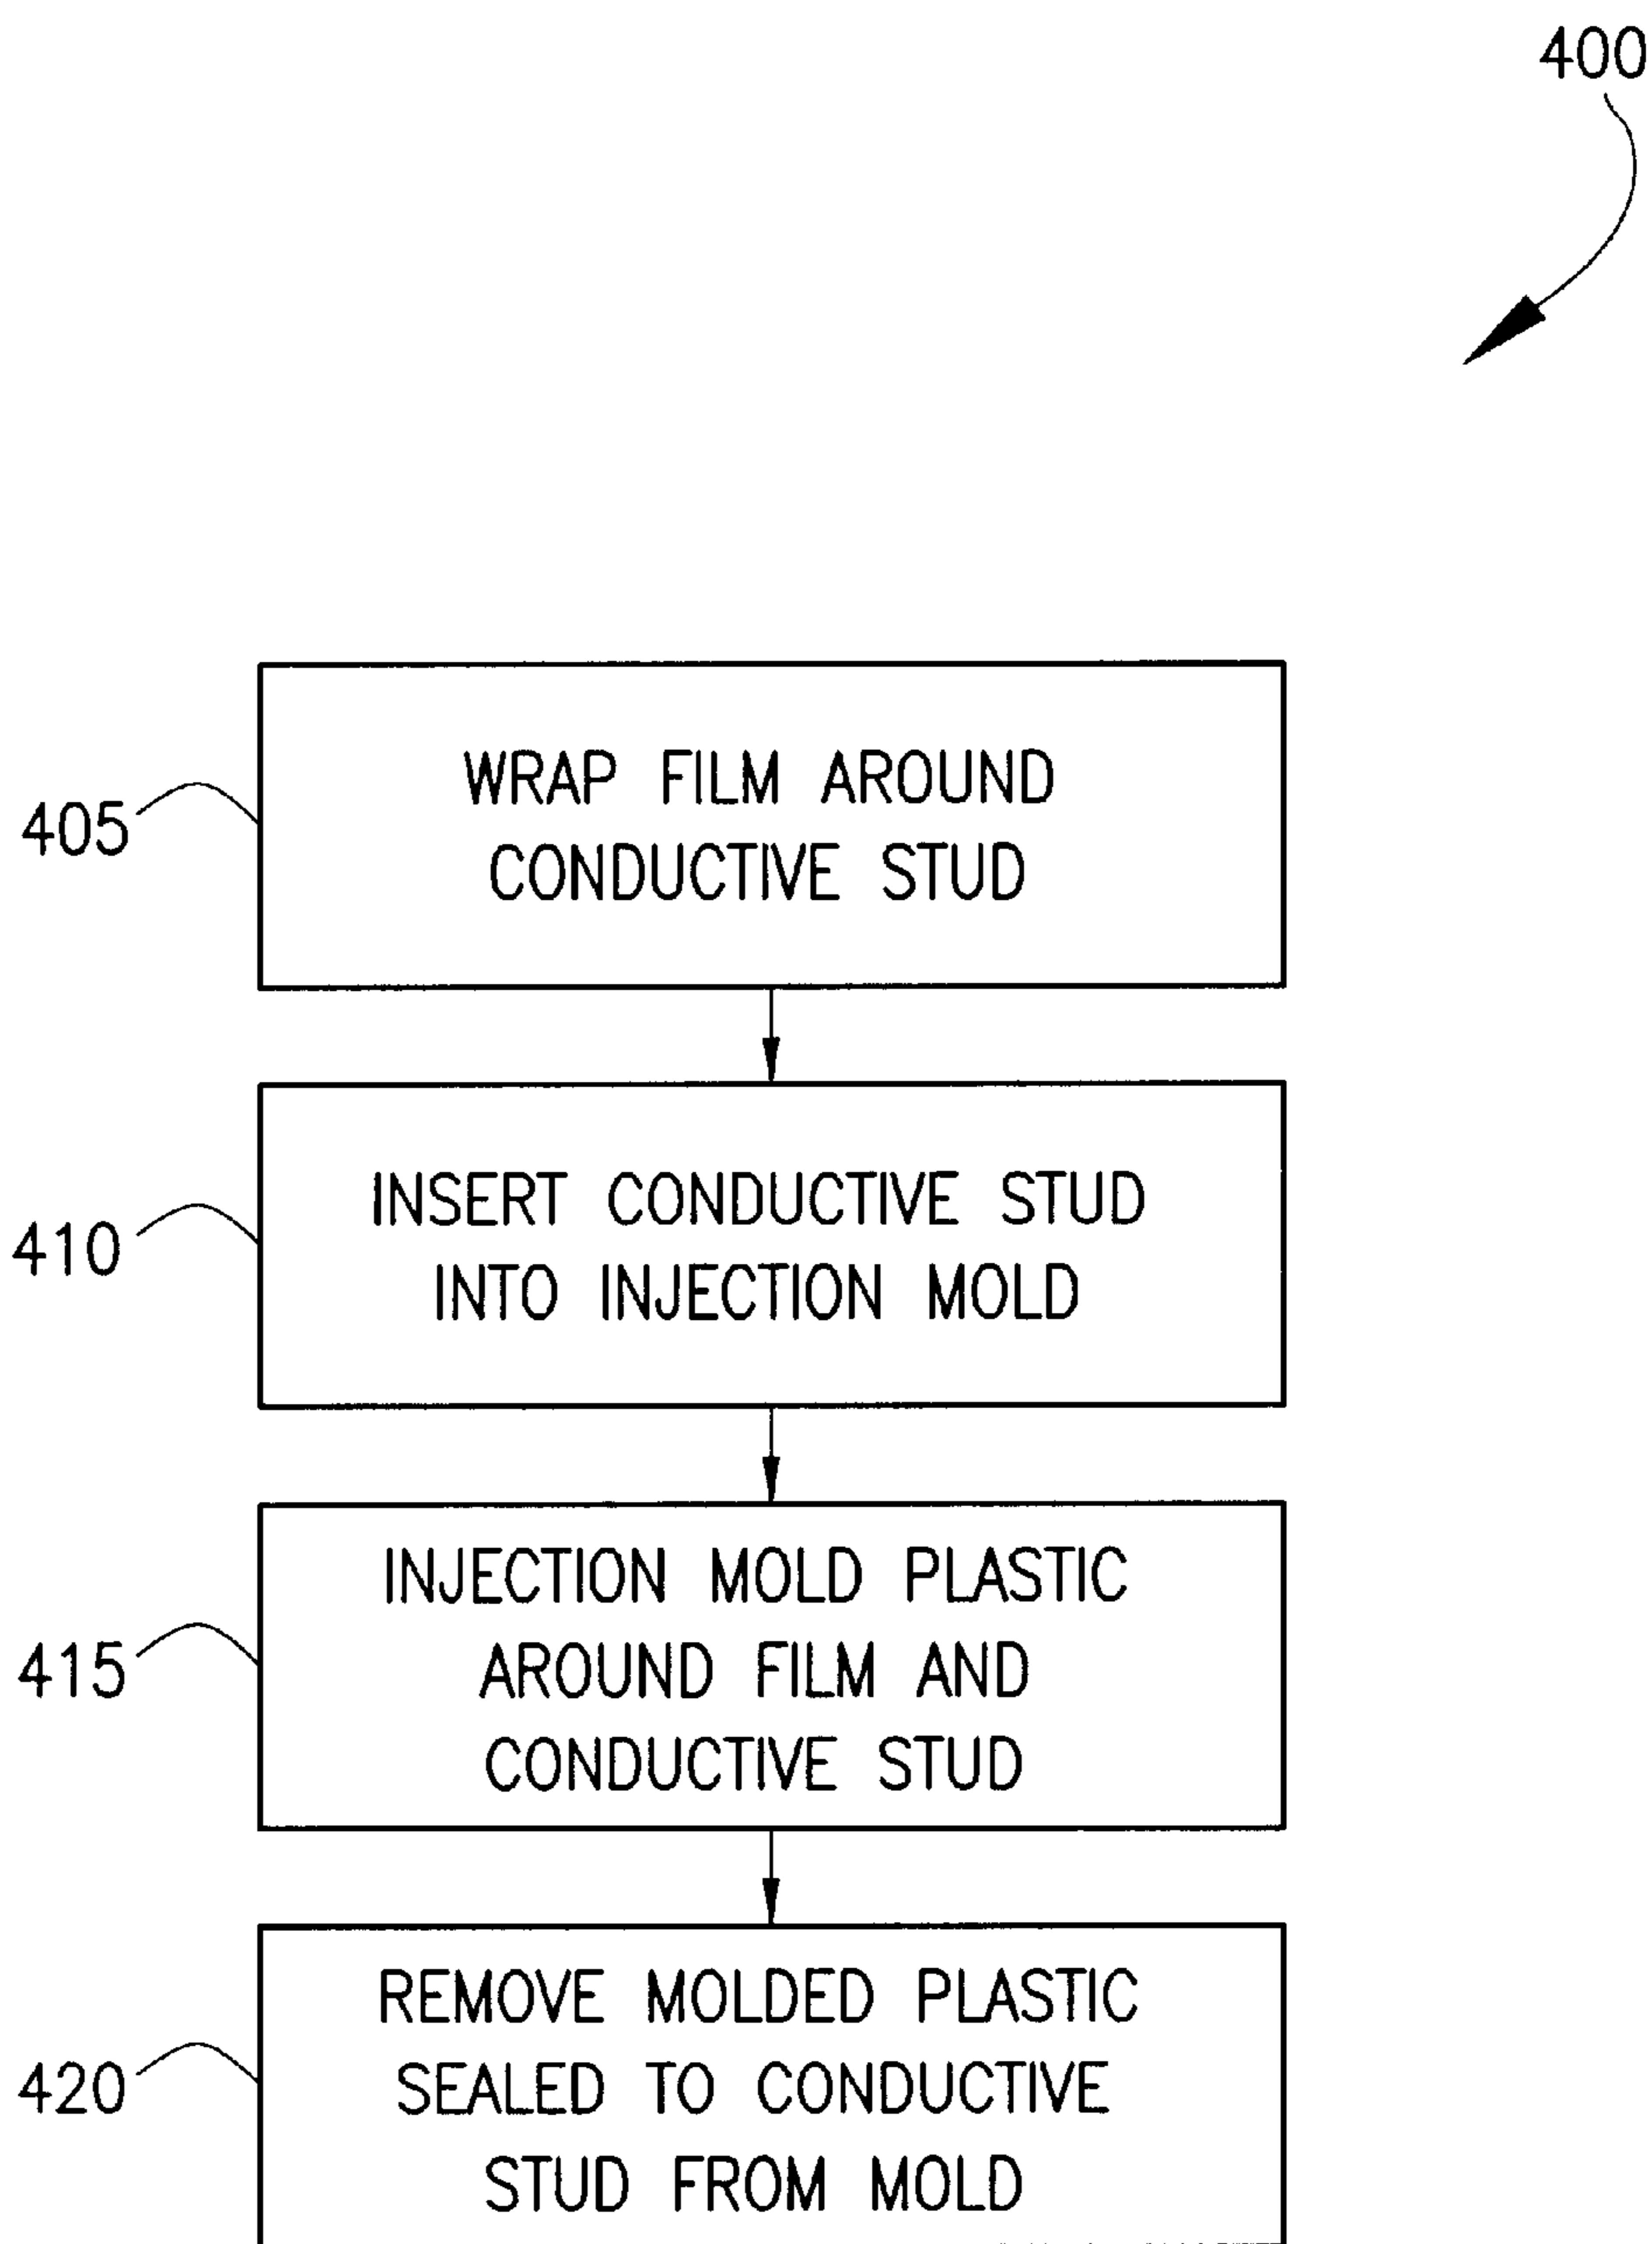 400
405
WRAP FILM AROUND
CONDUCTIVE STUD
410
INSERT CONDUCTIVE STUD
INTO INJECTION MOLD
415
INJECTION MOLD PLASTIC
AROUND FILM AND
CONDUCTIVE STUD
420
REMOVE MOLDED PLASTIC
SEALED TO CONDUCTIVE
STUD FROM MOLD